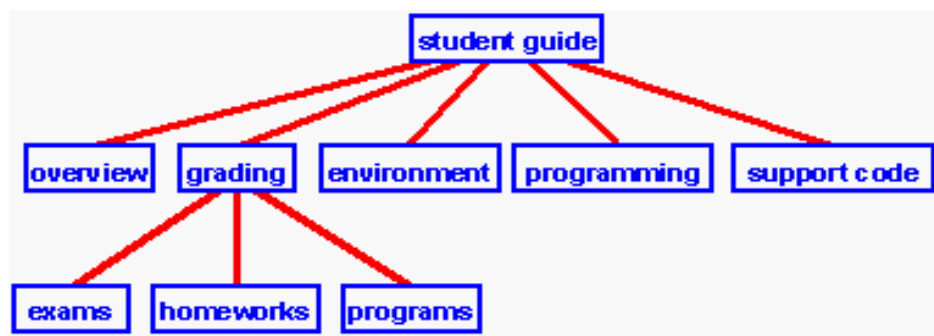 student guide
overview
grading
environment
programming
support code
exams
homeworks
programs